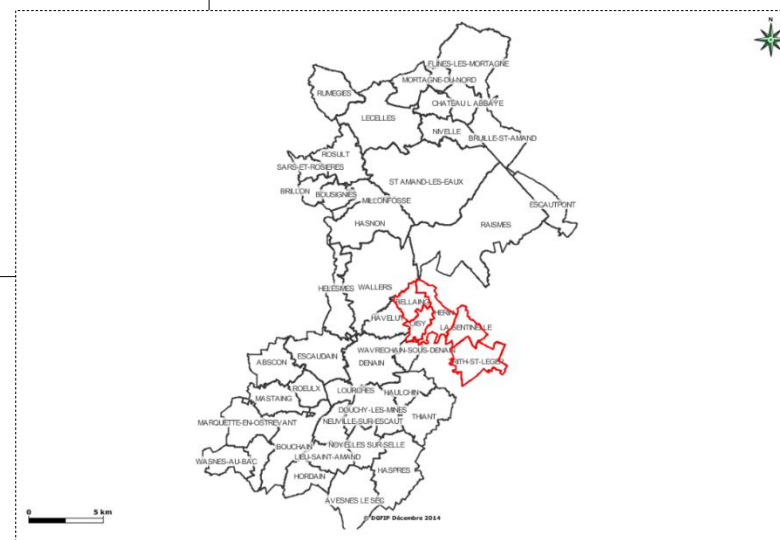 N
FLINES-LES-MORTAGNE
MORTAGNE-DU-NORD
RUMEGIES
CHATEAU L ABBAYE
LECELLES
NIVELLE
BRUILLE-ST-AMAND
ROSULT
SARS-ET-ROSIERES
ST AMAND-LES-EAUX
BRILLON
BOUSIGNIES
MILLONFOSSE
ESCAUTPONT
HASNON
RAISMES
HELESMES
WALLERS
BELLAING
HERIN
HAVELUY
OISY
LA SENTINELLE
WAVRECHAIN-SOUS-DENAIN
ESCAUDAIN
ABSCON
DENAIN
TRITH-ST-LEGER
ROEULX
LOURCHES
HAULCHIN
MASTAING
DOUCHY-LES-MINES
THIANT
MARQUETTE-EN-OSTREVANT
NEUVILLE-SUR-ESCAUT
BOUCHAIN
NOYELLES SUR SELLE
LIEU-SAINT-AMAND
WASNES-AU-BAC
HASPRES
HORDAIN
AVESNES LE SEC
0 5 km
© DGFIP Décembre 2014